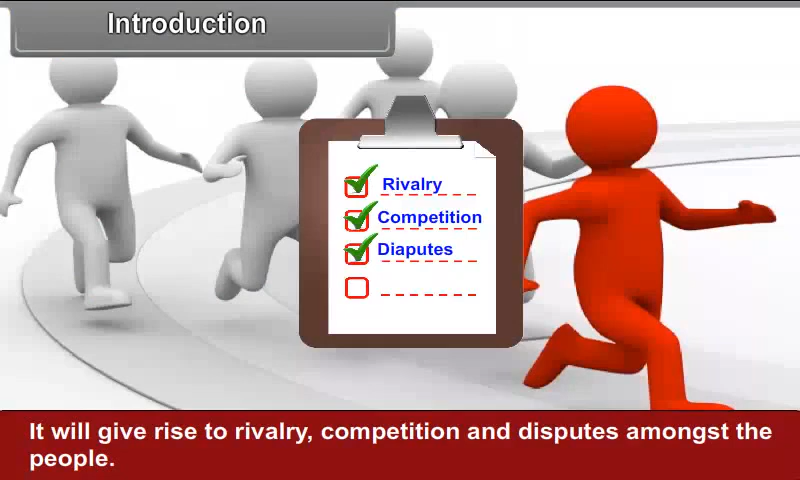 Introduction
Rivalry
Competition
Diaputes
It will give rise to rivalry, competition and disputes amongst the
people.